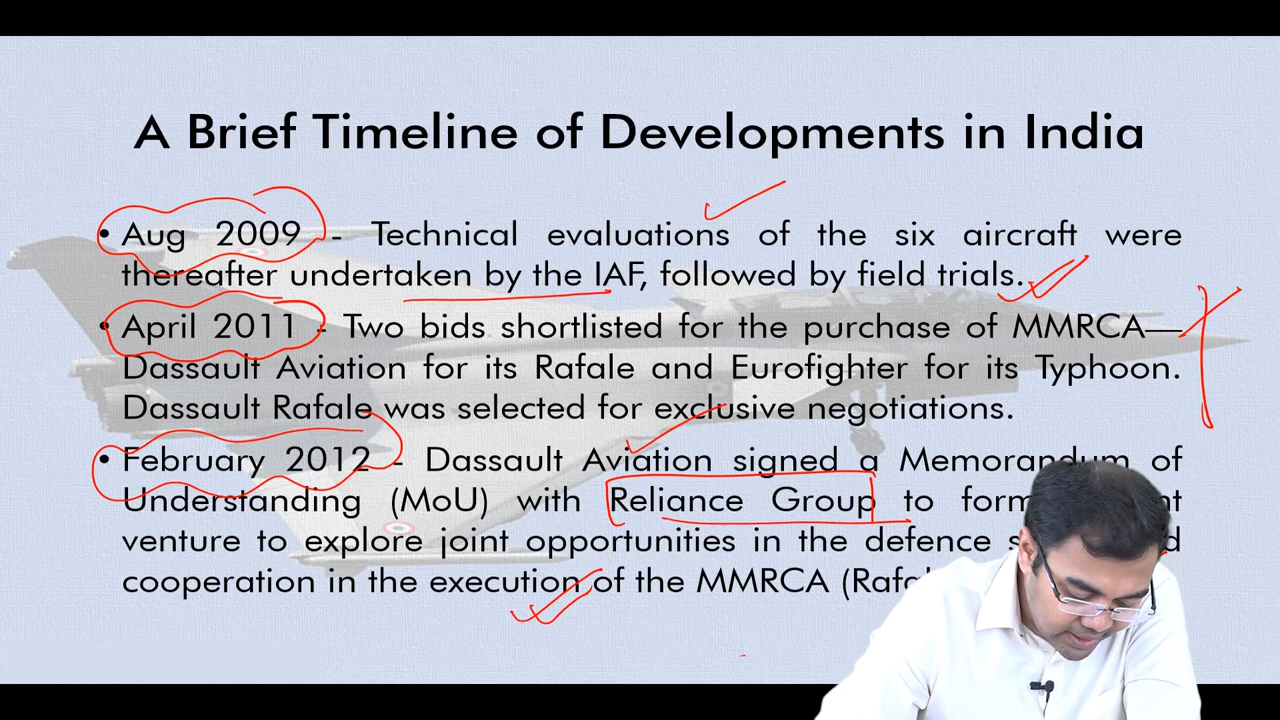 A Brief Timeline of Developments in India
• Aug 2009 - Technical evaluations of the six aircraft were
thereafter undertaken by the IAF, followed by field trials.
• April 2011 - Two bids shortlisted for the purchase of MMRCA—
Dassault Aviation for its Rafale and Eurofighter for its Typhoon.
Dassault Rafale was selected for exclusive negotiations.
• February 2012 - Dassault Aviation signed a Memorandum of
Understanding (MoU) with Reliance Group to form
venture to explore joint opportunities in the defence
cooperation in the execution of the MMRCA